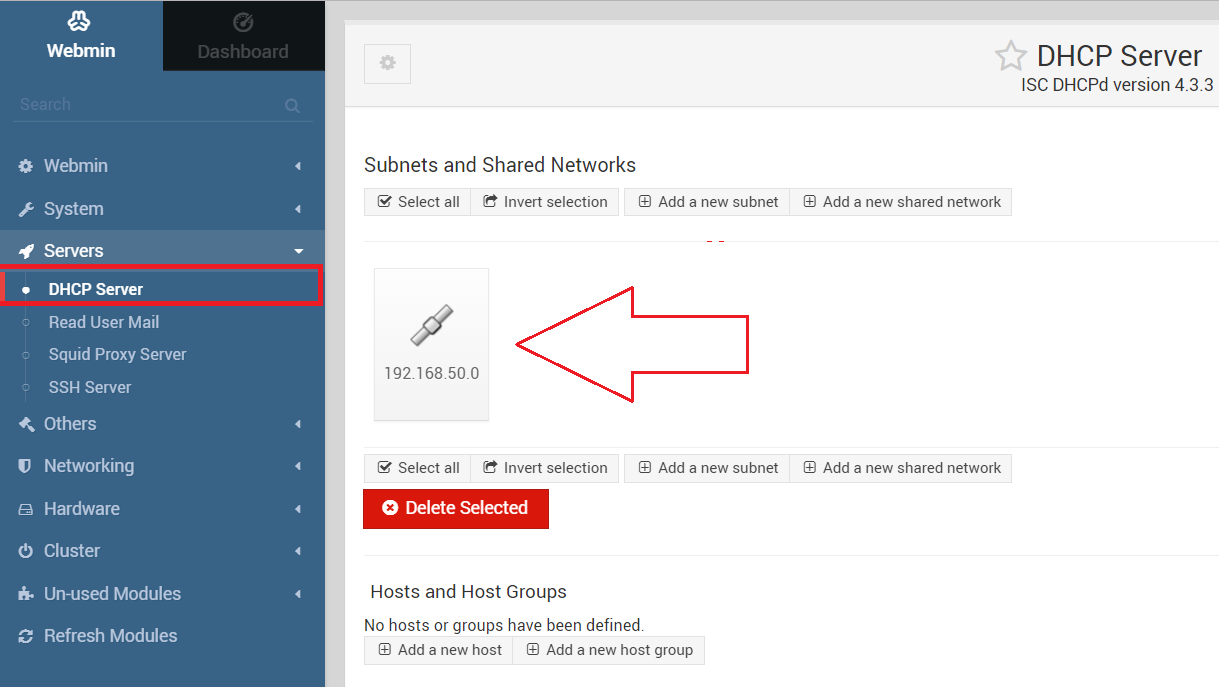 Webmin
Dashboard
Search
Webmin
System
Servers
DHCP Server
Read User Mail
Squid Proxy Server
SSH Server
Others
Networking
Hardware
Cluster
Un-used Modules
Refresh Modules
DHCP Server
ISC DHCPd version 4.3.3
Subnets and Shared Networks
Select all Invert selection Add a new subnet Add a new shared network
192.168.50.0
Select all Invert selection Add a new subnet Add a new shared network
Delete Selected
Hosts and Host Groups
No hosts or groups have been defined.
Add a new host Add a new host group